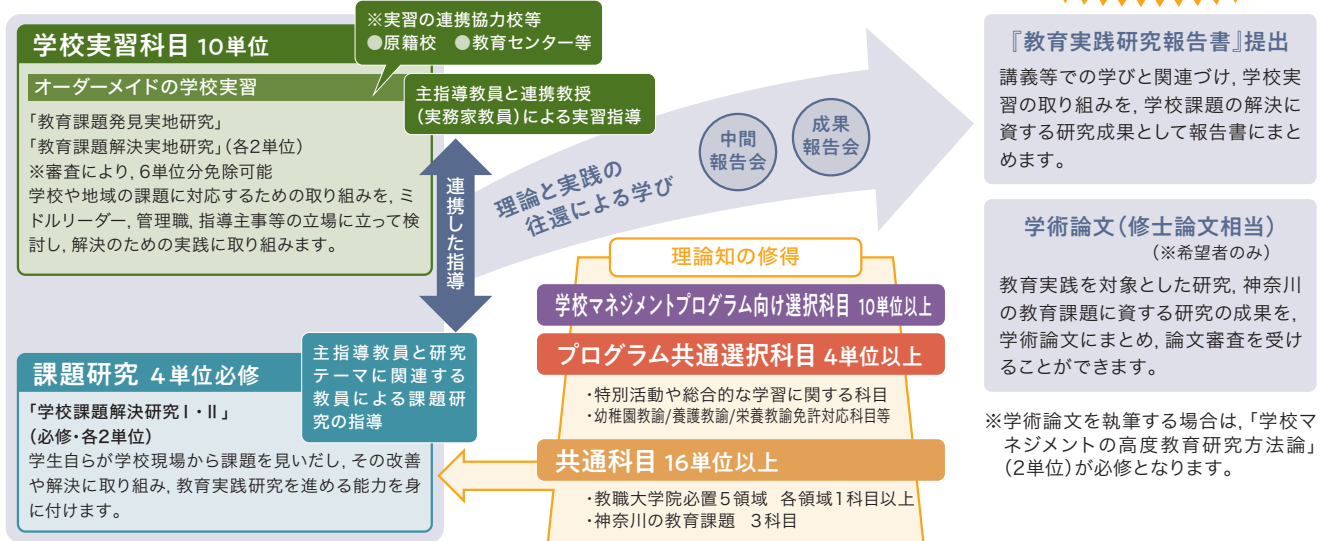 学校実習科目 10単位
※実習の連携協力校等
●原籍校 ●教育センター等
オーダーメイドの学校実習
主指導教員と連携教授
(実務家教員)による実習指導
「教育課題発見実地研究」
「教育課題解決実地研究」(各2単位)
※審査により, 6単位分免除可能
学校や地域の課題に対応するための取り組みを, ミ
ドルリーダー, 管理職, 指導主事等の立場に立って検
討し, 解決のための実践に取り組みます。
連携した指導
課題研究 4単位必修
主指導教員と研究
テーマに関連する
教員による課題研
究の指導
「学校課題解決研究Ⅰ・Ⅱ」
(必修・各2単位)
学生自らが学校現場から課題を見いだし, その改善
や解決に取り組み, 教育実践研究を進める能力を身
に付けます。
理論と実践の
往還による学び
中間
報告会
成果
報告会
理論知の修得
学校マネジメントプログラム向け選択科目 10単位以上
プログラム共通選択科目 4単位以上
・特別活動や総合的な学習に関する科目
・幼稚園教諭/養護教諭/栄養教諭免許対応科目等
共通科目 16単位以上
・教職大学院必置5領域 各領域1科目以上
・神奈川の教育課題 3科目
『教育実践研究報告書』提出
講義等での学びと関連づけ, 学校実
習の取り組みを, 学校課題の解決に
資する研究成果として報告書にまと
めます。
学術論文(修士論文相当)
(※希望者のみ)
教育実践を対象とした研究, 神奈川
の教育課題に資する研究の成果を,
学術論文にまとめ, 論文審査を受け
ることができます。
※学術論文を執筆する場合は, 「学校マ
ネジメントの高度教育研究方法論」
(2単位)が必修となります。